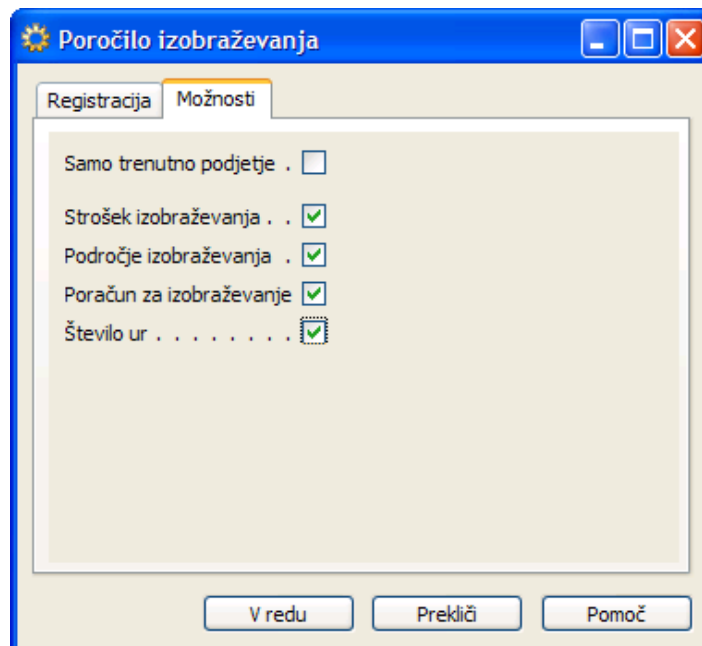 Poročilo izobraževanja
Registracija Možnosti
Samo trenutno podjetje .
Strošek izobraževanja . .
Področje izobraževanja .
Poračun za izobraževanje
Število ur . . . . . . . .
V redu Prekliči Pomoč